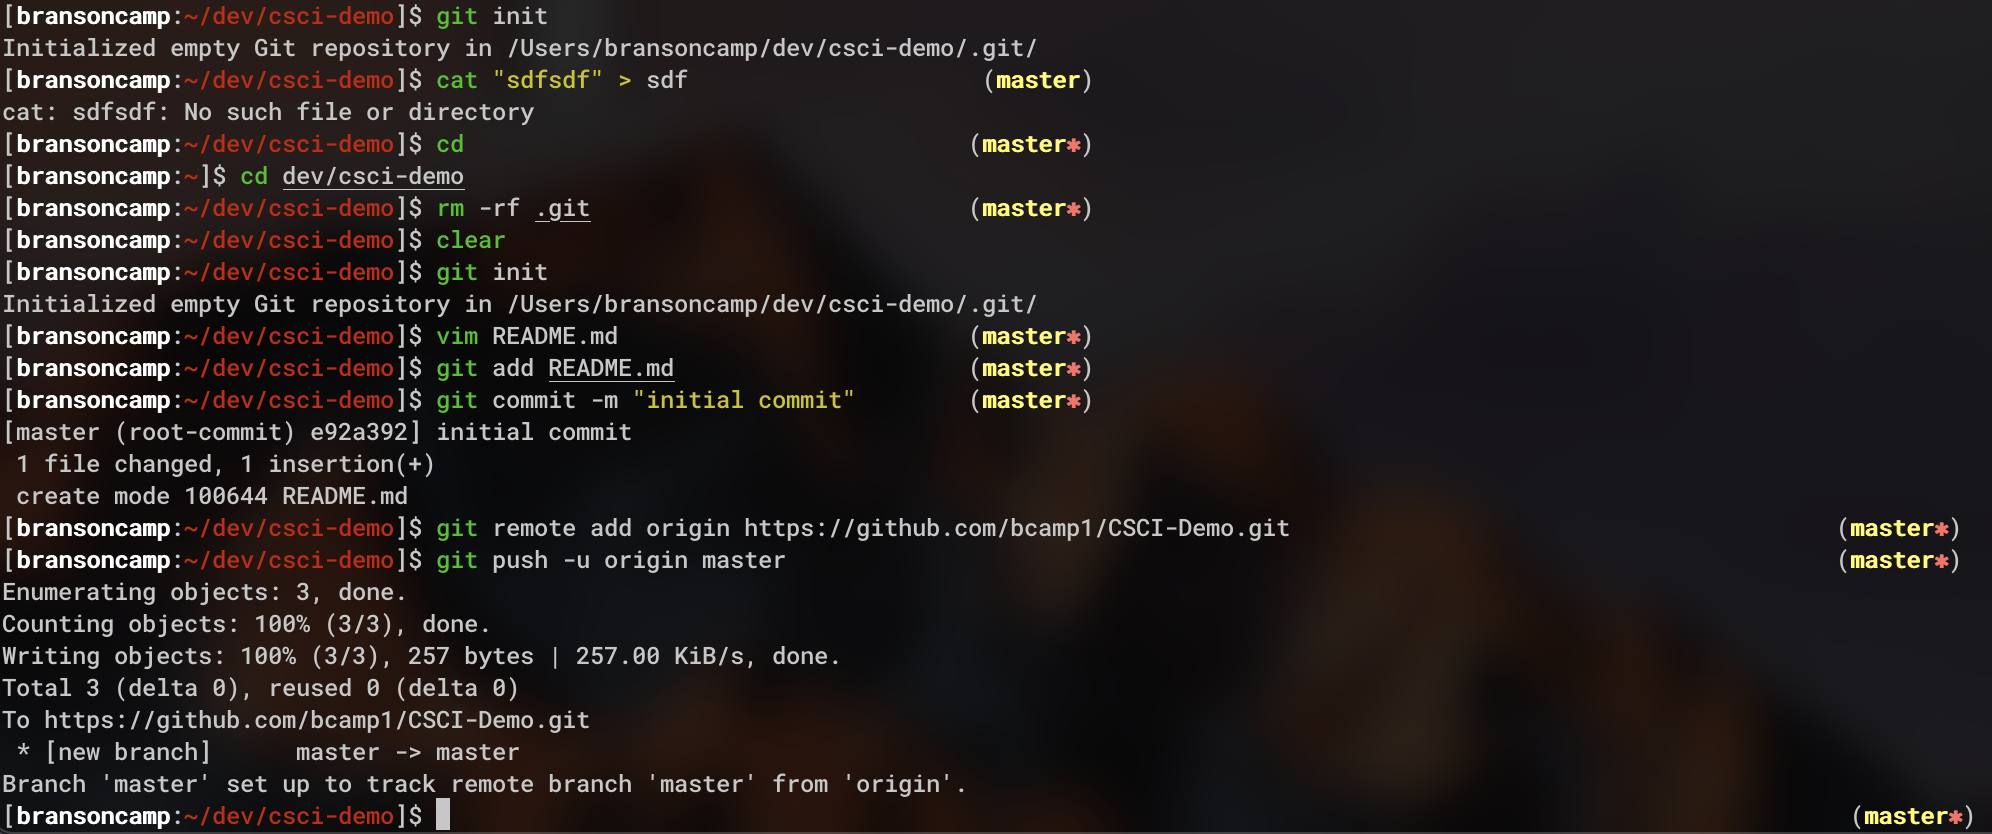 [bransoncamp:~/dev/csci-demo]$ git init
Initialized empty Git repository in /Users/bransoncamp/dev/csci-demo/.git/
[bransoncamp:~/dev/csci-demo]$ cat "sdfsdf" > sdf (master)
cat: sdfsdf: No such file or directory
[bransoncamp:~/dev/csci-demo]$ cd (master✱)
[bransoncamp:~]$ cd dev/csci-demo
[bransoncamp:~/dev/csci-demo]$ rm -rf .git (master✱)
[bransoncamp:~/dev/csci-demo]$ clear
[bransoncamp:~/dev/csci-demo]$ git init
Initialized empty Git repository in /Users/bransoncamp/dev/csci-demo/.git/
[bransoncamp:~/dev/csci-demo]$ vim README.md (master✱)
[bransoncamp:~/dev/csci-demo]$ git add README.md (master✱)
[bransoncamp:~/dev/csci-demo]$ git commit -m "initial commit" (master✱)
[master (root-commit) e92a392] initial commit
 1 file changed, 1 insertion(+)
 create mode 100644 README.md
[bransoncamp:~/dev/csci-demo]$ git remote add origin https://github.com/bcamp1/CSCI-Demo.git (master✱)
[bransoncamp:~/dev/csci-demo]$ git push -u origin master (master✱)
Enumerating objects: 3, done.
Counting objects: 100% (3/3), done.
Writing objects: 100% (3/3), 257 bytes | 257.00 KiB/s, done.
Total 3 (delta 0), reused 0 (delta 0)
To https://github.com/bcamp1/CSCI-Demo.git
 * [new branch]      master -> master
Branch 'master' set up to track remote branch 'master' from 'origin'.
[bransoncamp:~/dev/csci-demo]$ (master✱)